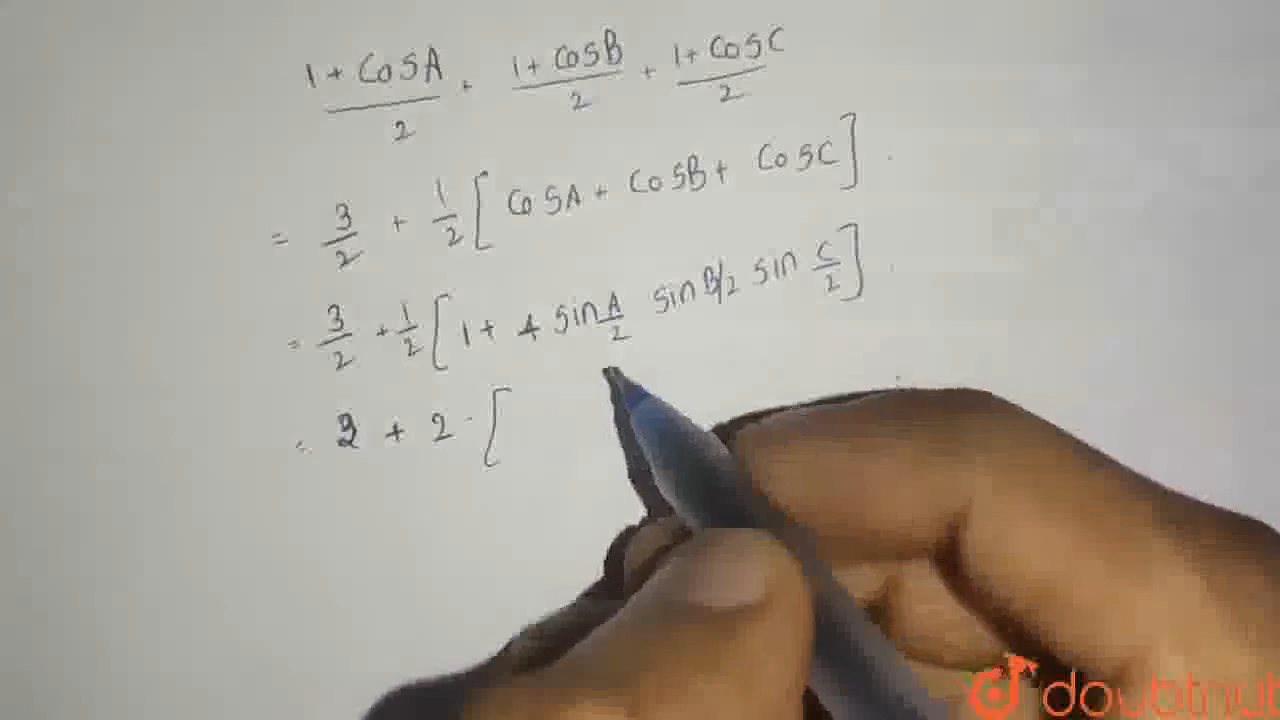 1 + CosA/2 + 1 + CosB/2 + 1 + CosC/2
= 3/2 + 1/2 [ CosA + CosB + CosC ]
= 3/2 + 1/2 [ 1 + 4 sin A/2 sin B/2 sin C/2 ]
= 2 + 2 · [
doubtnut